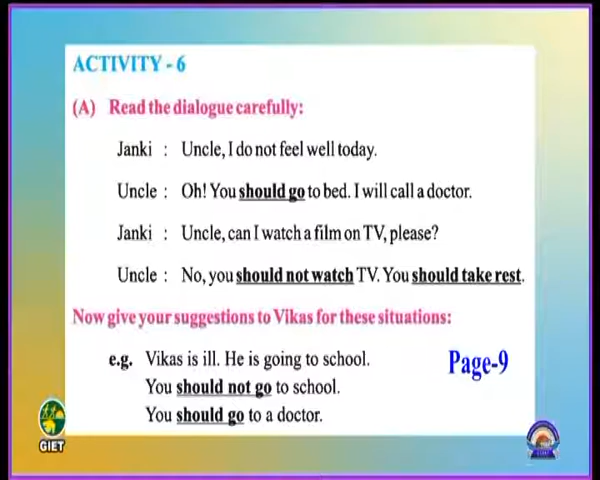 ACTIVITY - 6
(A) Read the dialogue carefully:
Janki : Uncle, I do not feel well today.
Uncle : Oh! You should go to bed. I will call a doctor.
Janki : Uncle, can I watch a film on TV, please?
Uncle : No, you should not watch TV. You should take rest.
Now give your suggestions to Vikas for these situations:
e.g. Vikas is ill. He is going to school.
You should not go to school.
You should go to a doctor.
Page-9
GIET